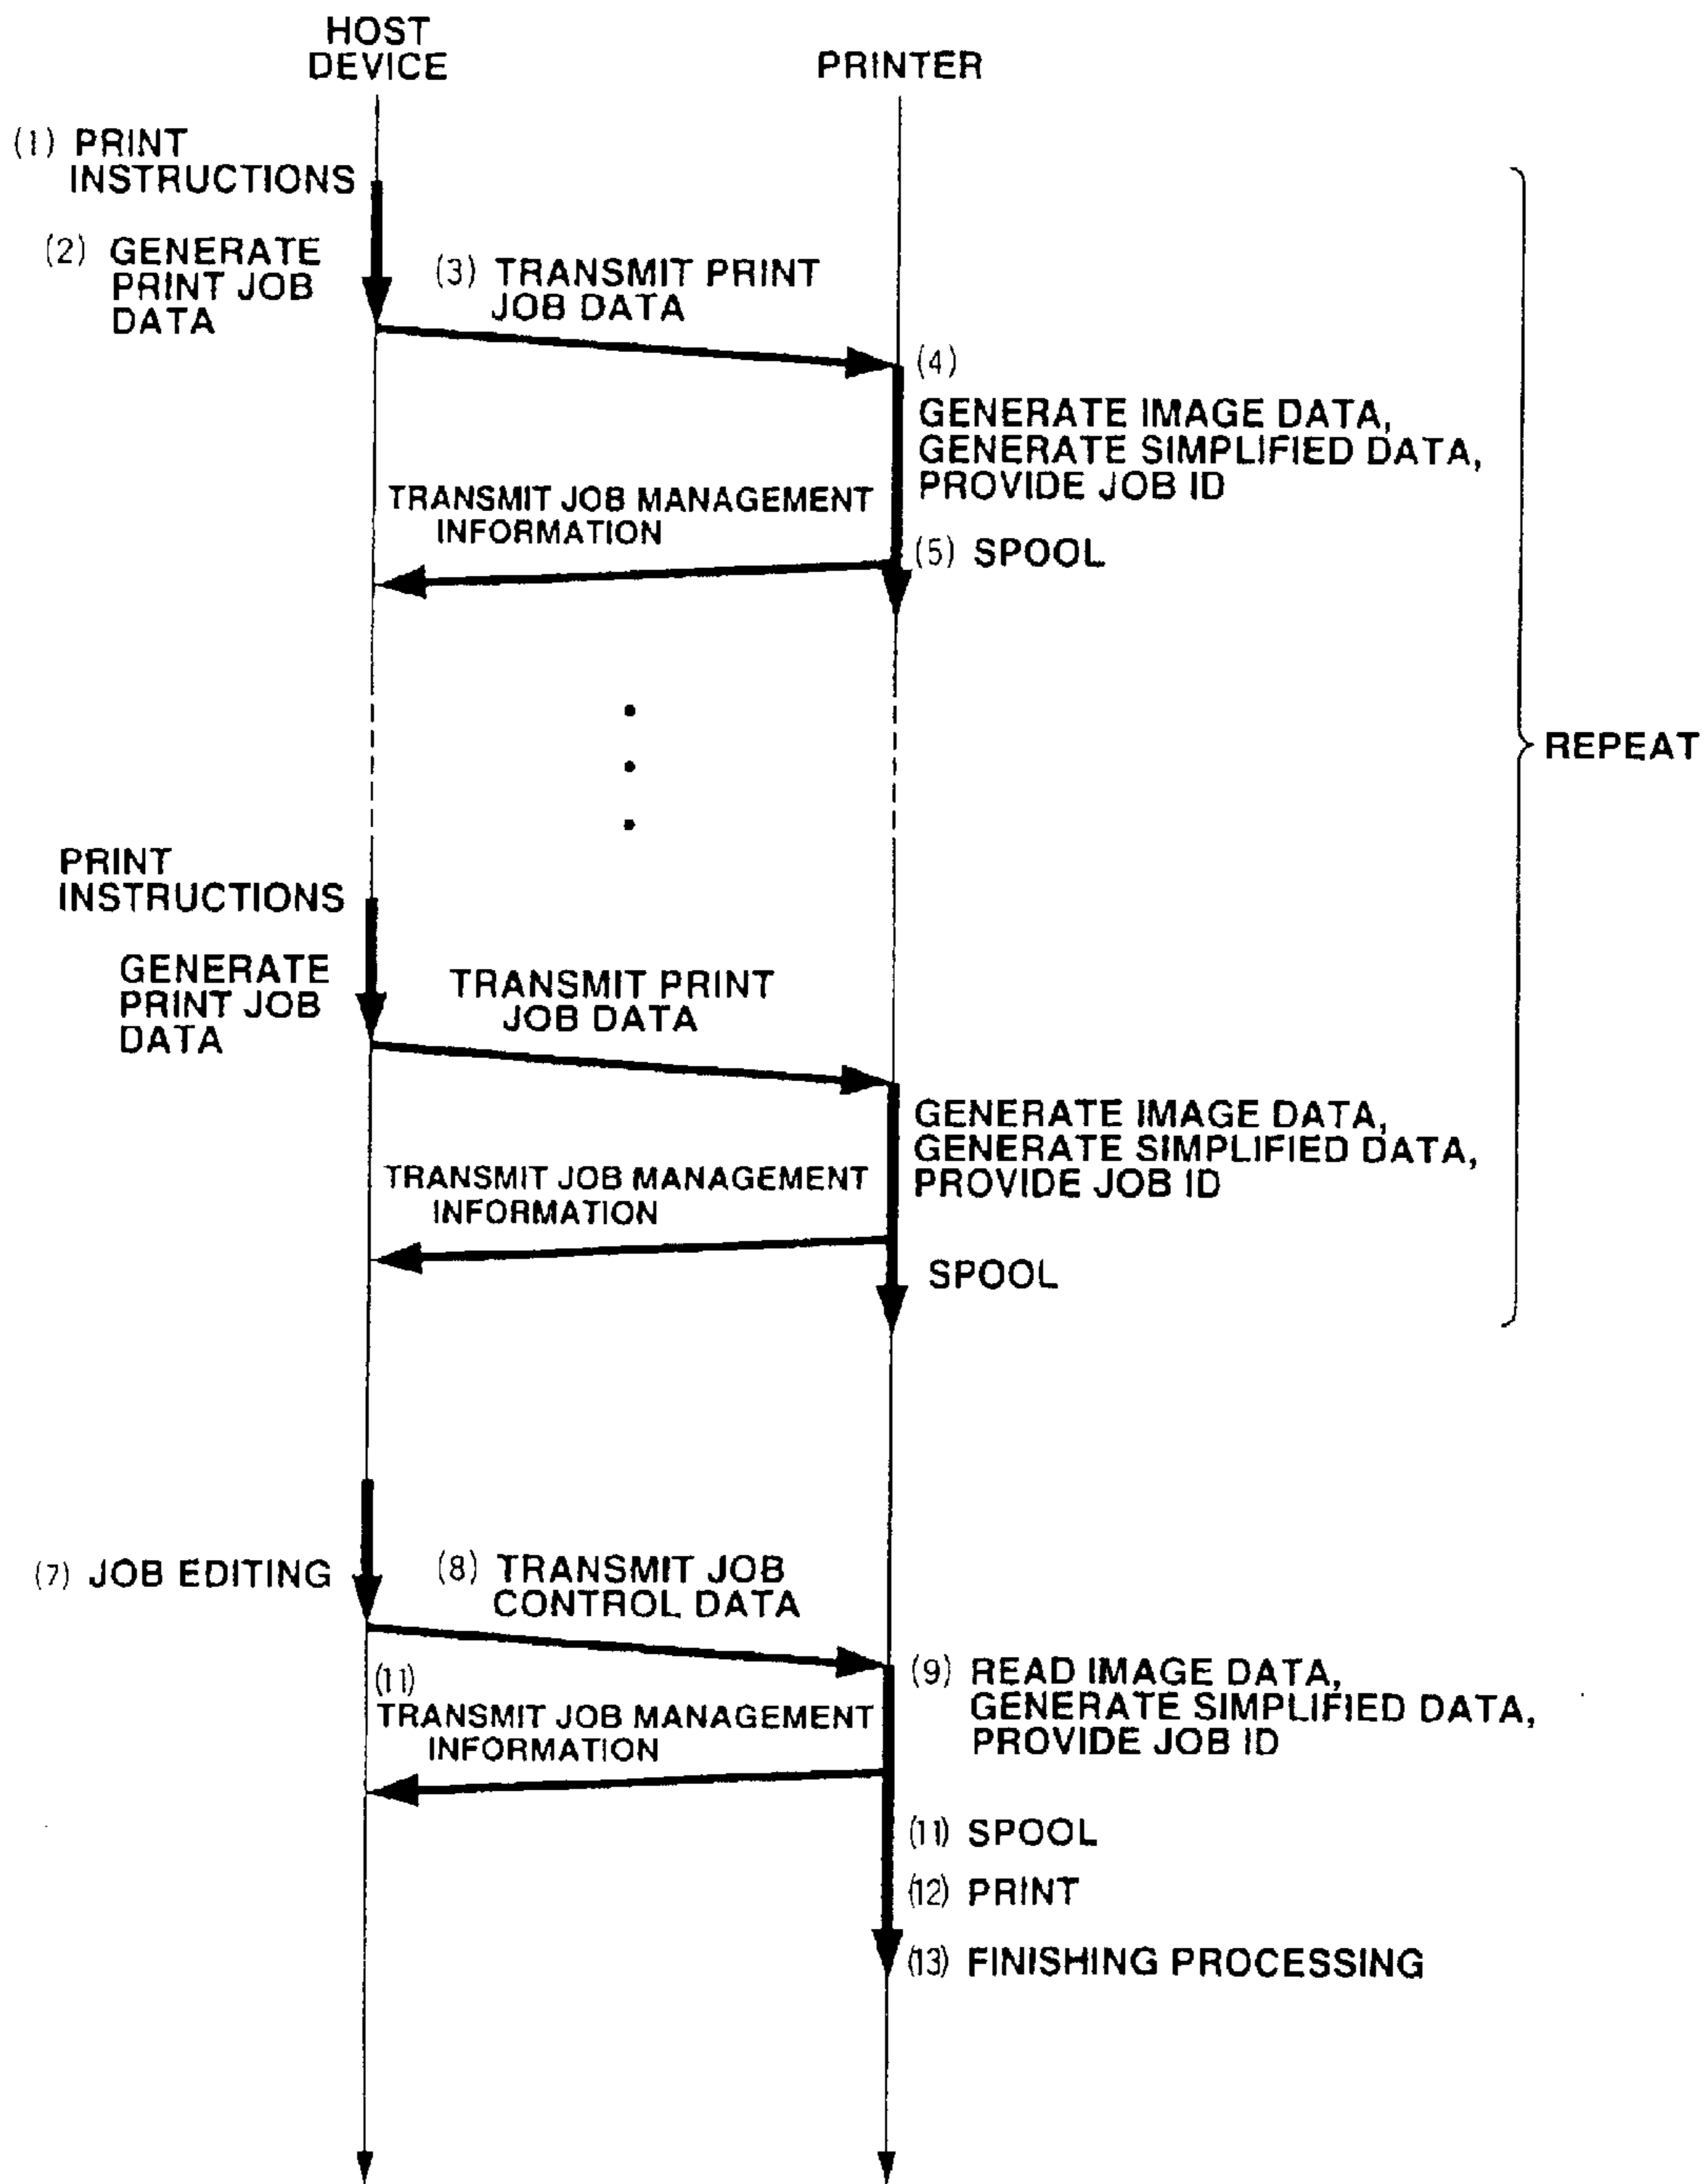 HOST
DEVICE
PRINTER
(1) PRINT
INSTRUCTIONS
(2) GENERATE
PRINT JOB
DATA
(3) TRANSMIT PRINT
JOB DATA
(4)
GENERATE IMAGE DATA,
GENERATE SIMPLIFIED DATA,
PROVIDE JOB ID
TRANSMIT JOB MANAGEMENT
INFORMATION
(5) SPOOL
REPEAT
PRINT
INSTRUCTIONS
GENERATE
PRINT JOB
DATA
TRANSMIT PRINT
JOB DATA
GENERATE IMAGE DATA,
GENERATE SIMPLIFIED DATA,
PROVIDE JOB ID
TRANSMIT JOB MANAGEMENT
INFORMATION
SPOOL
(7) JOB EDITING
(8) TRANSMIT JOB
CONTROL DATA
(9) READ IMAGE DATA,
GENERATE SIMPLIFIED DATA,
PROVIDE JOB ID
(11)
TRANSMIT JOB MANAGEMENT
INFORMATION
(11) SPOOL
(12) PRINT
(13) FINISHING PROCESSING